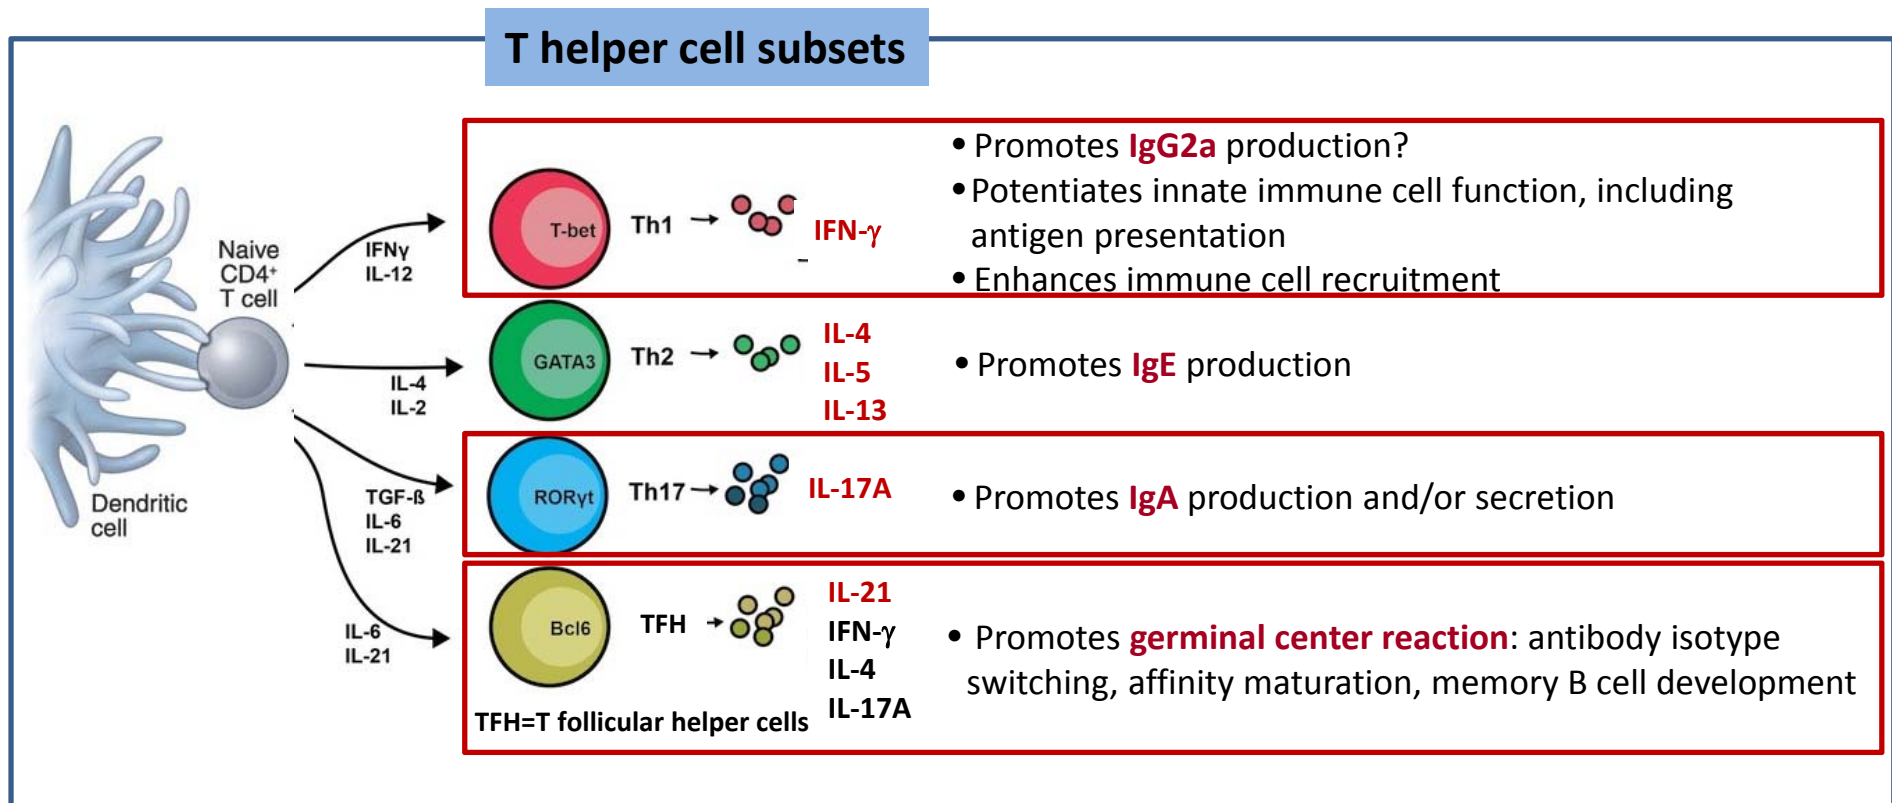 T helper cell subsets
Naive
CD4+
T cell
Dendritic
cell
IFNγ
IL-12
T-bet
Th1
IFN-γ
• Promotes IgG2a production?
• Potentiates innate immune cell function, including
antigen presentation
• Enhances immune cell recruitment
IL-4
IL-2
GATA3
Th2
IL-4
IL-5
IL-13
• Promotes IgE production
TGF-ß
IL-6
IL-21
RORγt
Th17
IL-17A
• Promotes IgA production and/or secretion
IL-6
IL-21
Bcl6
TFH
IL-21
IFN-γ
IL-4
IL-17A
• Promotes germinal center reaction: antibody isotype
switching, affinity maturation, memory B cell development
TFH=T follicular helper cells